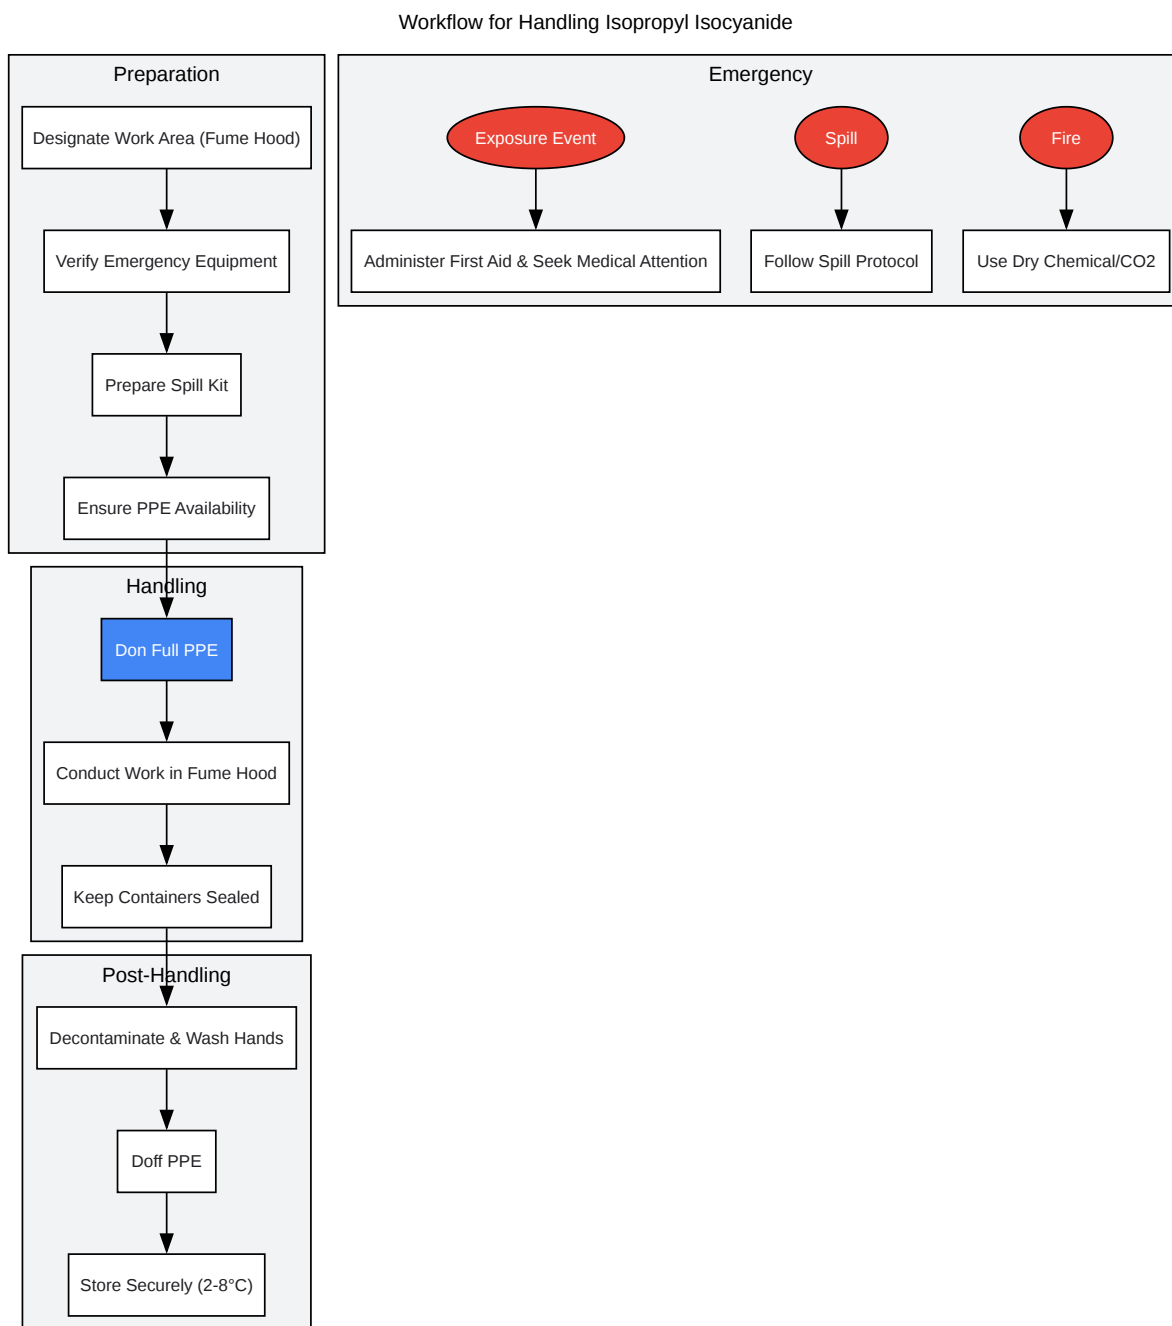 Workflow for Handling Isopropyl Isocyanide
Preparation
Designate Work Area (Fume Hood)
Verify Emergency Equipment
Prepare Spill Kit
Ensure PPE Availability
Handling
Don Full PPE
Conduct Work in Fume Hood
Keep Containers Sealed
Post-Handling
Decontaminate & Wash Hands
Doff PPE
Store Securely (2-8°C)
Emergency
Exposure Event
Administer First Aid & Seek Medical Attention
Spill
Follow Spill Protocol
Fire
Use Dry Chemical/CO2